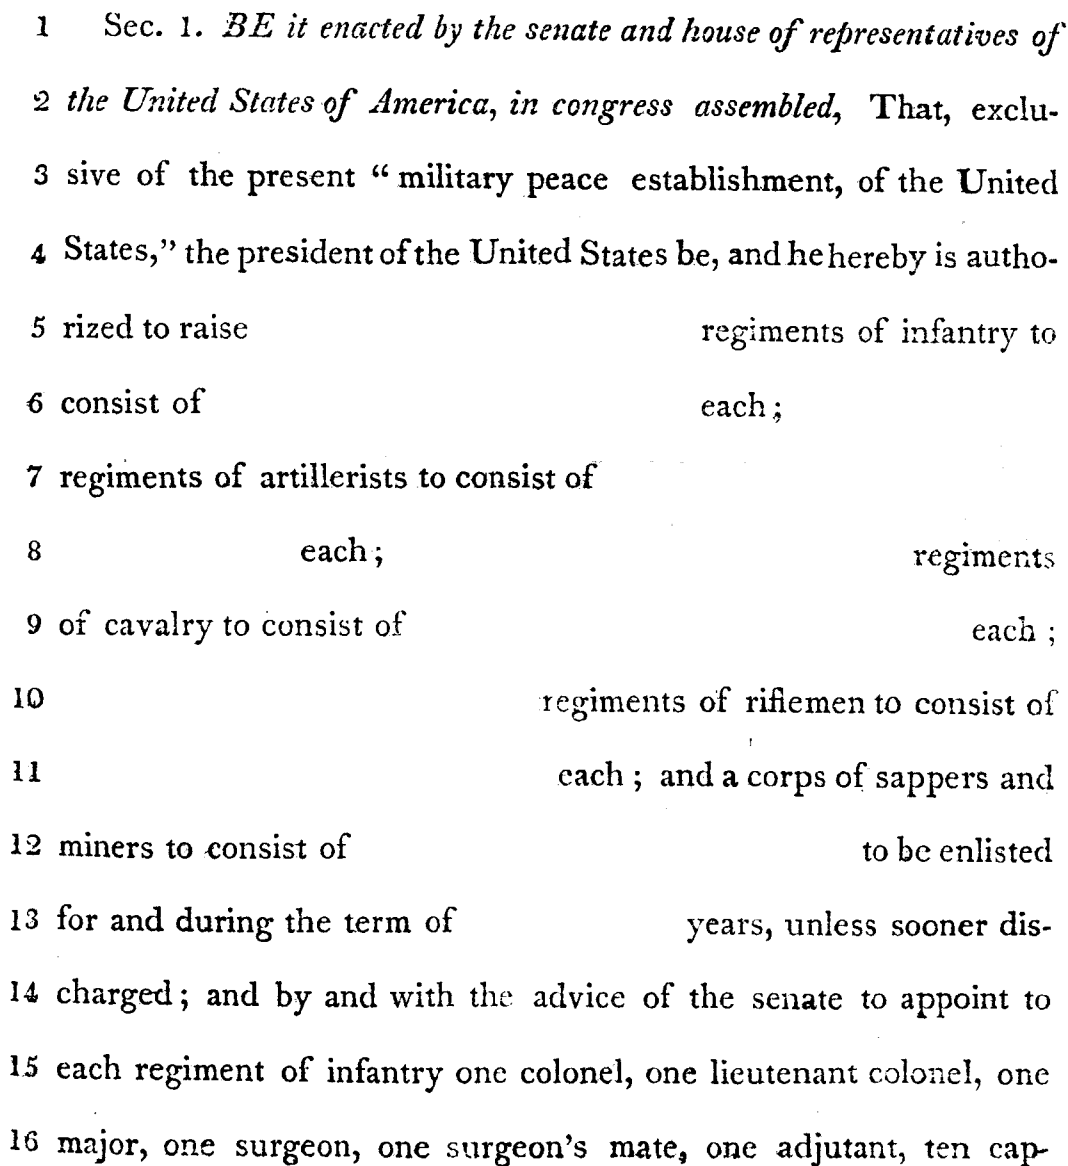 1 Sec. 1. BE it enacted by the senate and house of representatives of
2 the United States of America, in congress assembled, That, exclu-
3 sive of the present “ military peace establishment, of the United
4 States,” the president of the United States be, and he hereby is autho-
5 rized to raise regiments of infantry to
6 consist of each ;
7 regiments of artillerists to consist of
8 each ; regiments
9 of cavalry to consist of each ;
10 regiments of riflemen to consist of
11 each ; and a corps of sappers and
12 miners to consist of to be enlisted
13 for and during the term of years, unless sooner dis-
14 charged ; and by and with the advice of the senate to appoint to
15 each regiment of infantry one colonel, one lieutenant colonel, one
16 major, one surgeon, one surgeon's mate, one adjutant, ten cap-